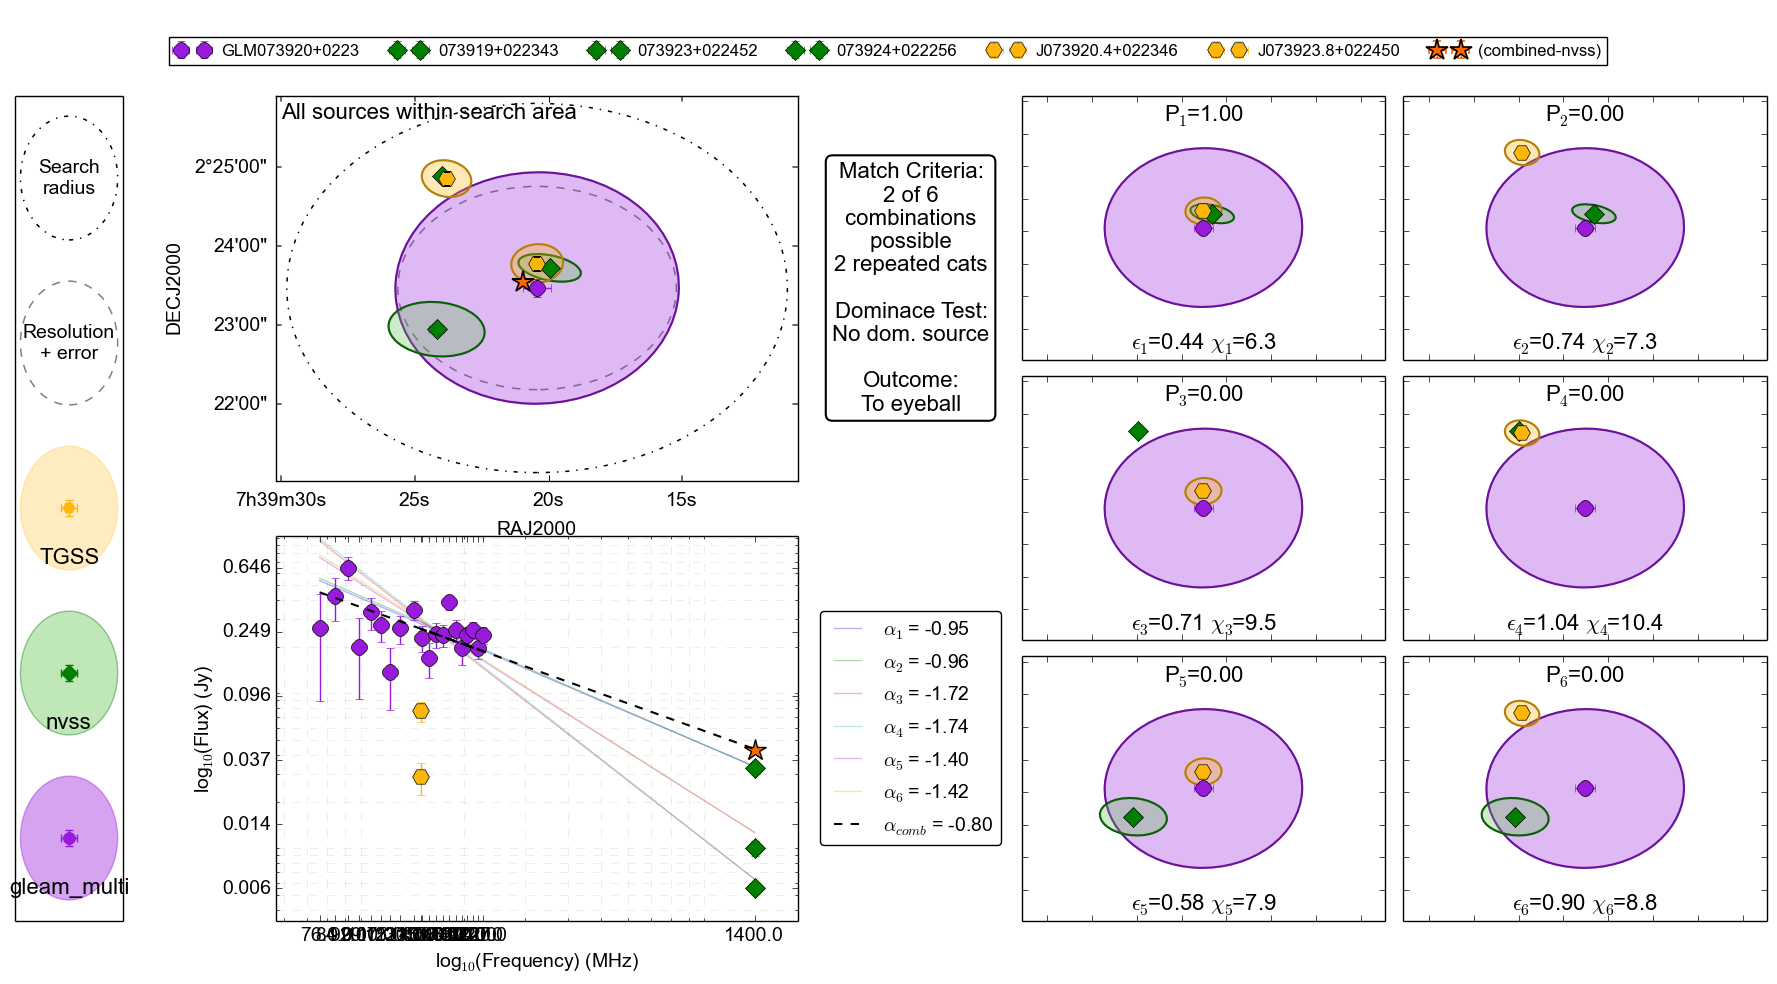 GLM073920+0223 073919+022343 073923+022452 073924+022256 J073920.4+022346 J073923.8+022450 (combined-nvss)
Search
radius
Resolution
+ error
TGSS
nvss
gleam_multi
All sources within search area
DECJ2000
2°25'00"
24'00"
23'00"
22'00"
7h39m30s 25s 20s 15s
RAJ2000
Match Criteria:
2 of 6
combinations
possible
2 repeated cats
Dominace Test:
No dom. source
Outcome:
To eyeball
log10(Flux) (Jy)
0.646
0.249
0.096
0.037
0.014
0.006
1400.0
log10(Frequency) (MHz)
α1 = -0.95
α2 = -0.96
α3 = -1.72
α4 = -1.74
α5 = -1.40
α6 = -1.42
αcomb = -0.80
P1=1.00
ϵ1=0.44 χ1=6.3
P2=0.00
ϵ2=0.74 χ2=7.3
P3=0.00
ϵ3=0.71 χ3=9.5
P4=0.00
ϵ4=1.04 χ4=10.4
P5=0.00
ϵ5=0.58 χ5=7.9
P6=0.00
ϵ6=0.90 χ6=8.8